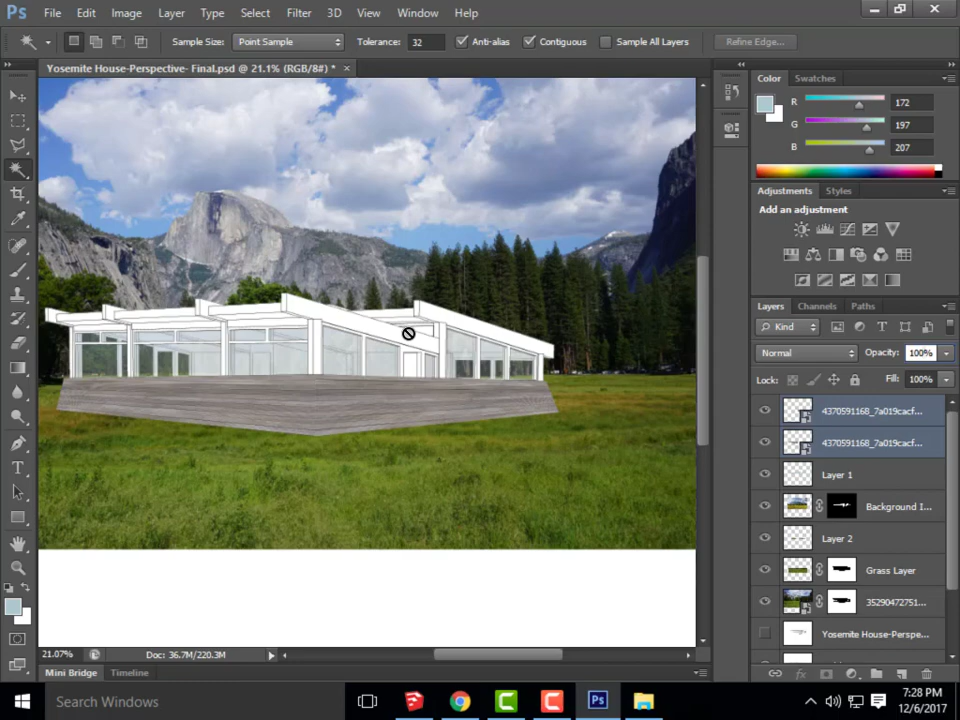 Ps File Edit Image Layer Type Select Filter 3D View Window Help
Sample Size: Point Sample Tolerance: 32 Anti-alias Contiguous Sample All Layers Refine Edge...
Yosemite House-Perspective- Final.psd @ 21.1% (RGB/8#) * ×
Color Swatches
R 172
G 197
B 207
Adjustments Styles
Add an adjustment
Layers Channels Paths
Kind
Normal Opacity: 100%
Lock: Fill: 100%
4370591168_7a019cacf...
4370591168_7a019cacf...
Layer 1
Background I...
Layer 2
Grass Layer
35290472751...
Yosemite House-Perspe...
21.07% Doc: 36.7M/220.3M
Mini Bridge Timeline
Search Windows
Ps
7:28 PM
12/6/2017